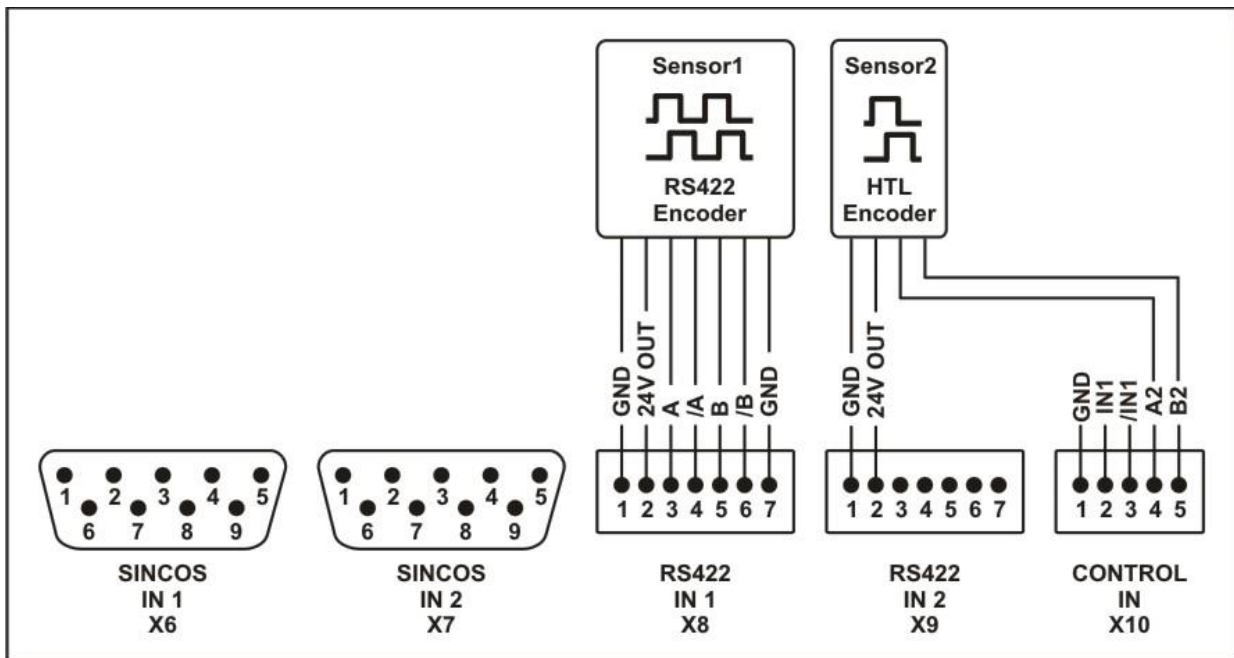 Sensor1
RS422
Encoder
Sensor2
HTL
Encoder
GND
24V OUT
A
/A
B
/B
GND
GND
24V OUT
GND
IN1
/IN1
A2
B2
1 2 3 4 5
6 7 8 9
SINCOS
IN 1
X6
1 2 3 4 5
6 7 8 9
SINCOS
IN 2
X7
1 2 3 4 5 6 7
RS422
IN 1
X8
1 2 3 4 5 6 7
RS422
IN 2
X9
1 2 3 4 5
CONTROL
IN
X10